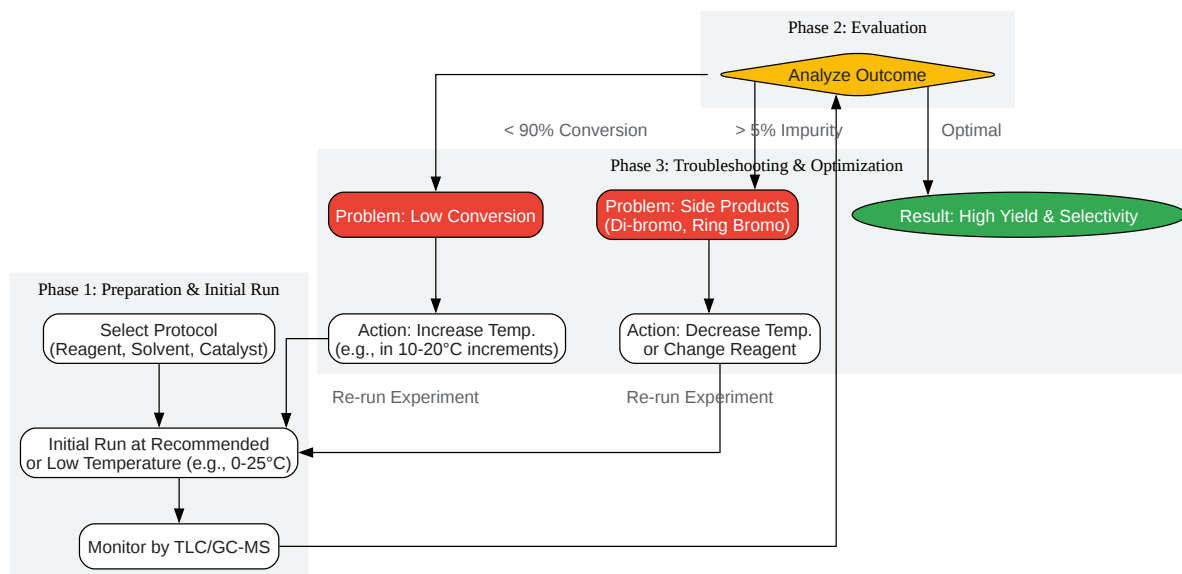 Phase 2: Evaluation
Analyze Outcome
< 90% Conversion
> 5% Impurity
Optimal
Phase 3: Troubleshooting & Optimization
Problem: Low Conversion
Problem: Side Products
(Di-bromo, Ring Bromo)
Result: High Yield & Selectivity
Phase 1: Preparation & Initial Run
Select Protocol
(Reagent, Solvent, Catalyst)
Action: Increase Temp.
(e.g., in 10-20°C increments)
Action: Decrease Temp.
or Change Reagent
Re-run Experiment
Re-run Experiment
Initial Run at Recommended
or Low Temperature (e.g., 0-25°C)
Monitor by TLC/GC-MS